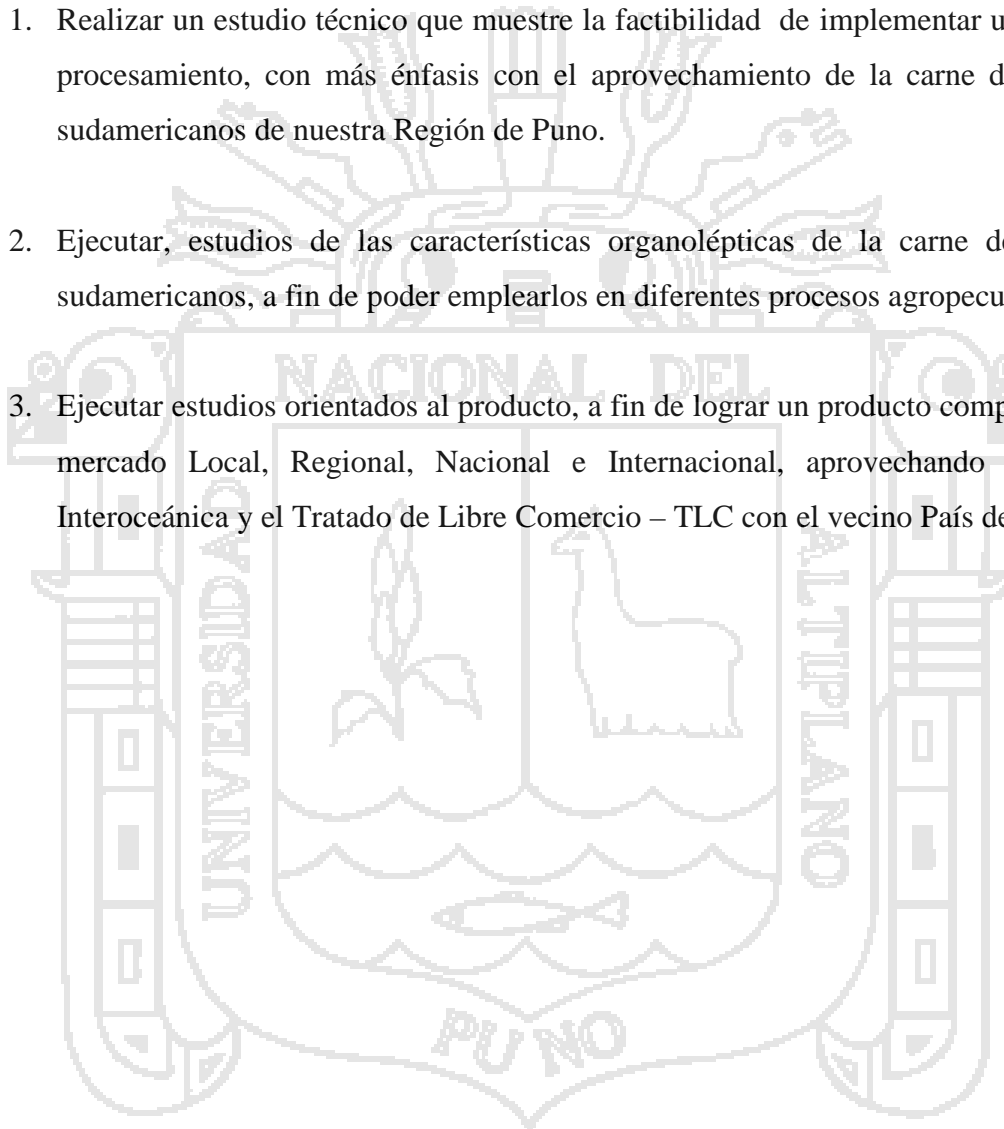 1. Realizar un estudio técnico que muestre la factibilidad de implementar
procesamiento, con más énfasis con el aprovechamiento de la carne
sudamericanos de nuestra Región de Puno.
2. Ejecutar, estudios de las características organolépticas de la carne
sudamericanos, a fin de poder emplearlos en diferentes procesos
3. Ejecutar estudios orientados al producto, a fin de lograr un producto
mercado Local, Regional, Nacional e Internacional, aprovechando
Interoceánica y el Tratado de Libre Comercio – TLC con el vecino País
NACIONAL DEL
UNIVERSIDAD
ALTIPLANO
PUNO